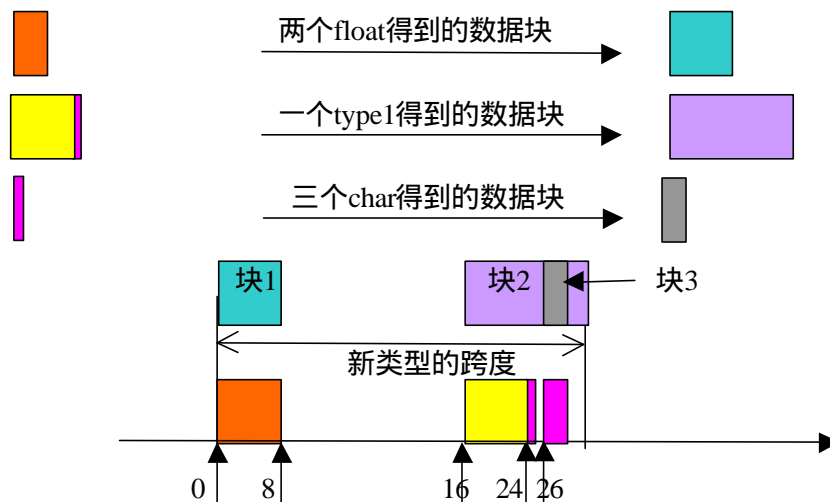 两个float得到的数据块
一个type1得到的数据块
三个char得到的数据块
块1 块2 块3
新类型的跨度
0 8 16 24 26